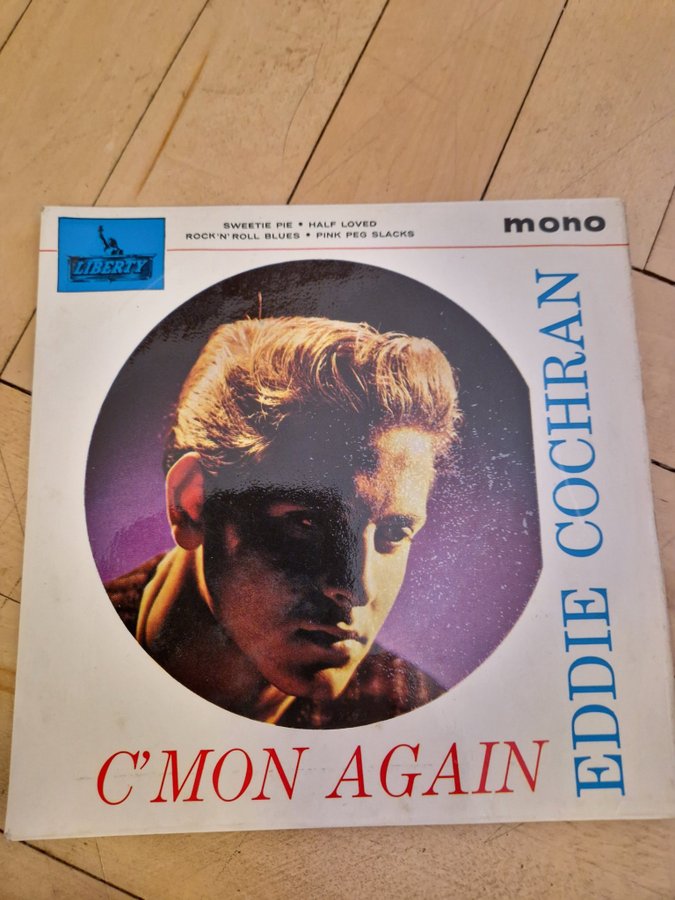 LIBERTY
SWEETIE PIE • HALF LOVED
ROCK'N'ROLL BLUES • PINK PEG SLACKS
mono
EDDIE COCHRAN
C'MON AGAIN